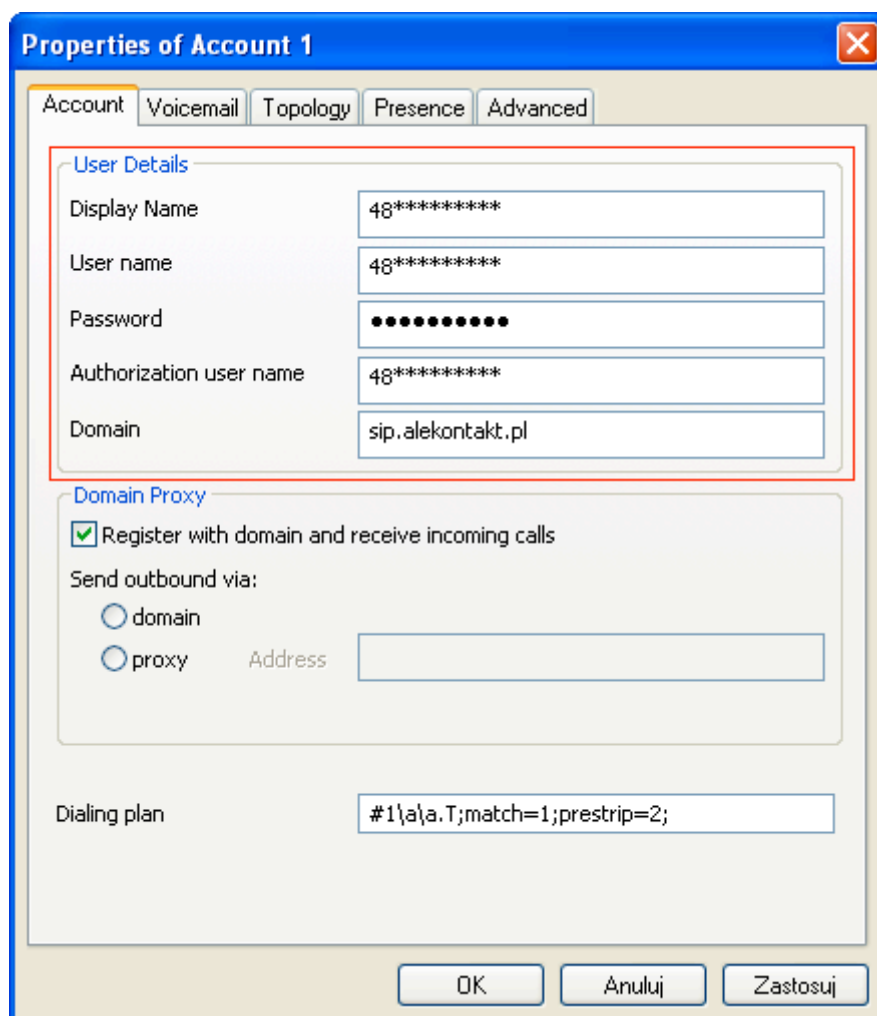 Properties of Account 1
Account Voicemail Topology Presence Advanced
User Details
Display Name 48*********
User name 48*********
Password ●●●●●●●●●●
Authorization user name 48*********
Domain sip.alekontakt.pl
Domain Proxy
Register with domain and receive incoming calls
Send outbound via:
domain
proxy Address
Dialing plan #1\a\a.T;match=1;prestrip=2;
OK Anuluj Zastosuj